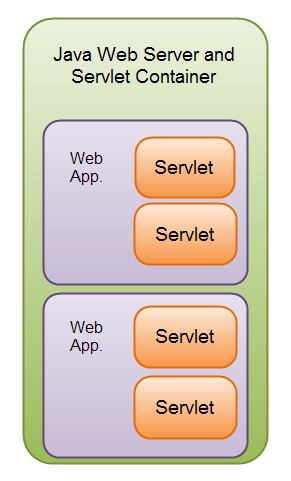 Java Web Server and
Servlet Container
Web
App.
Servlet
Servlet
Web
App.
Servlet
Servlet